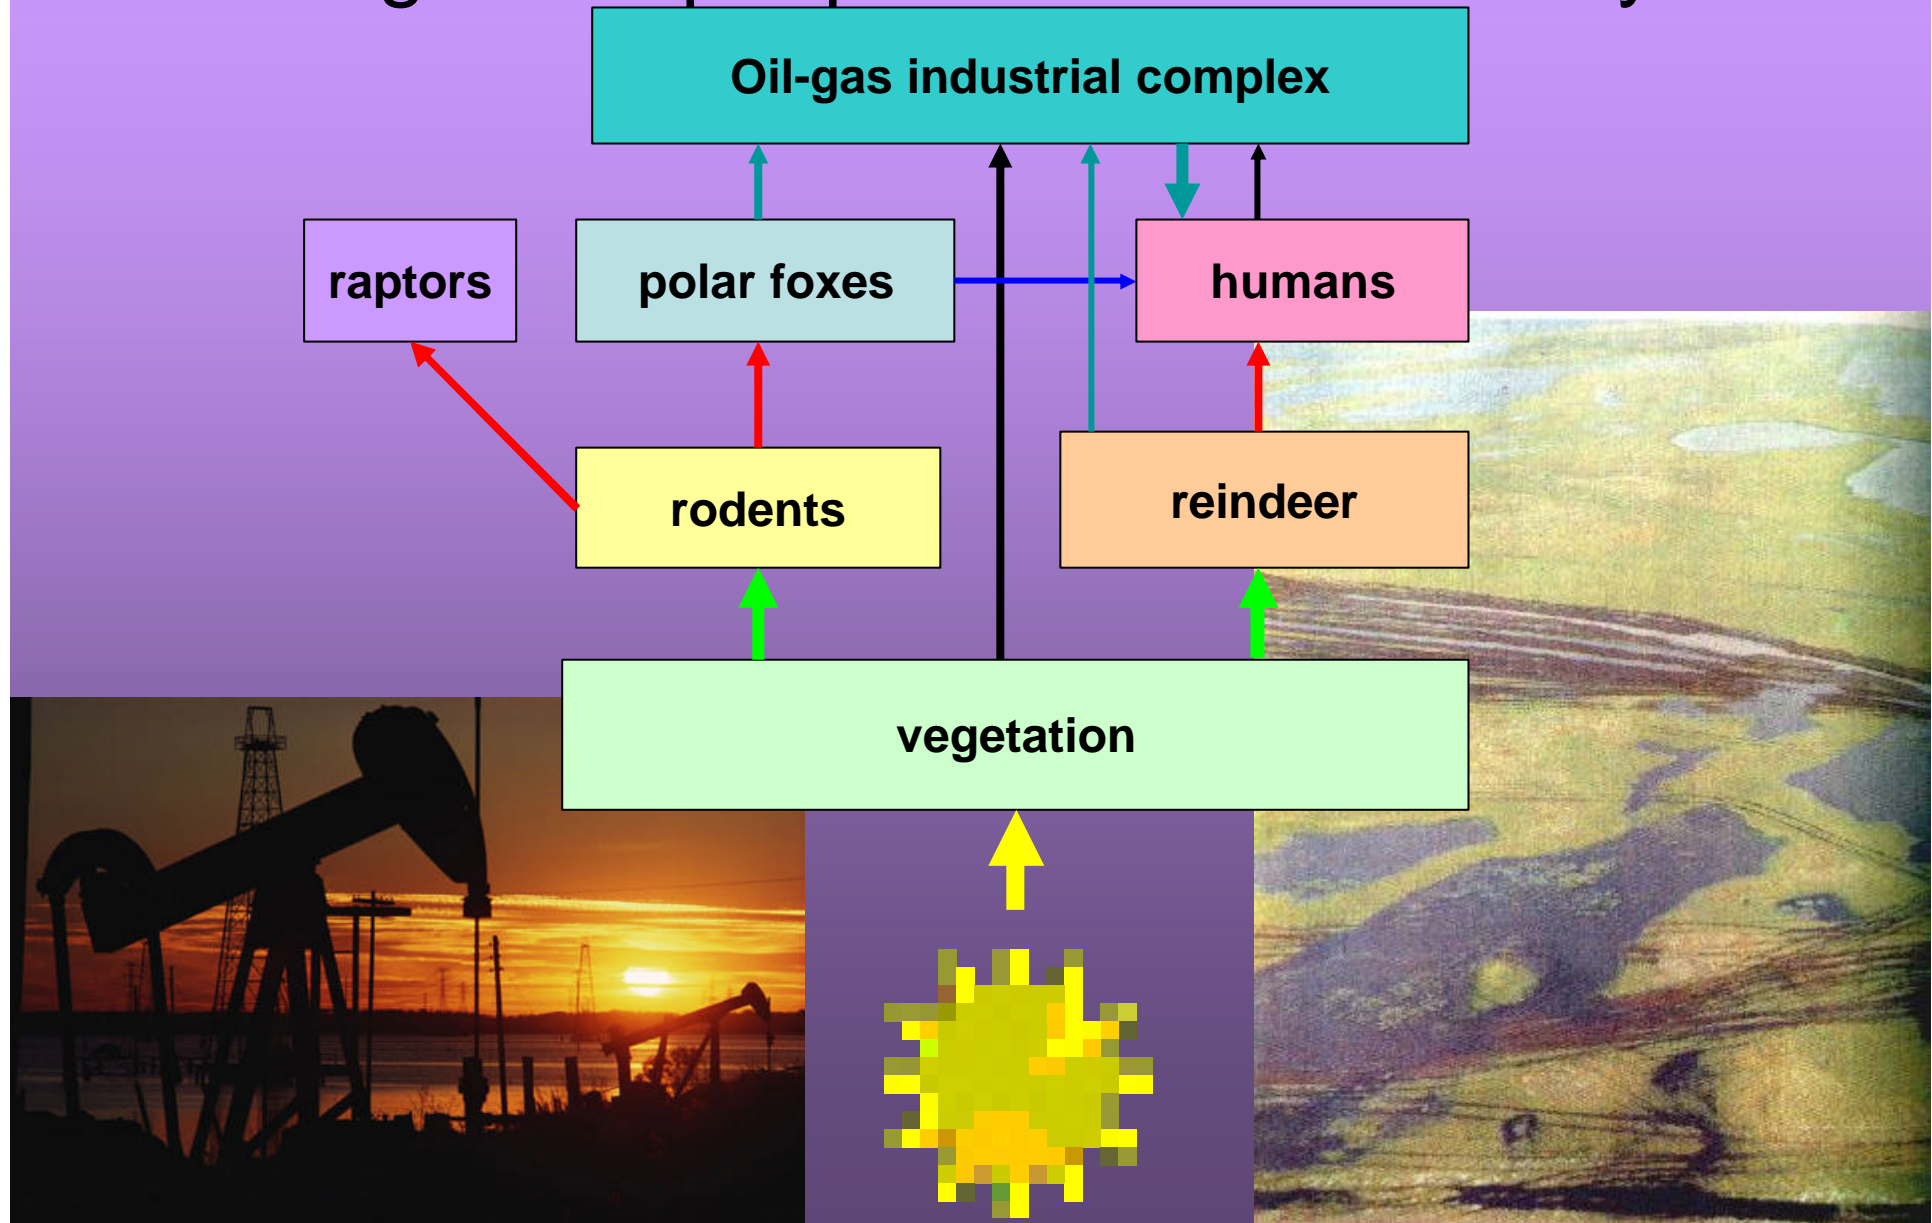 Oil-gas industrial complex
raptors
polar foxes
humans
rodents
reindeer
vegetation